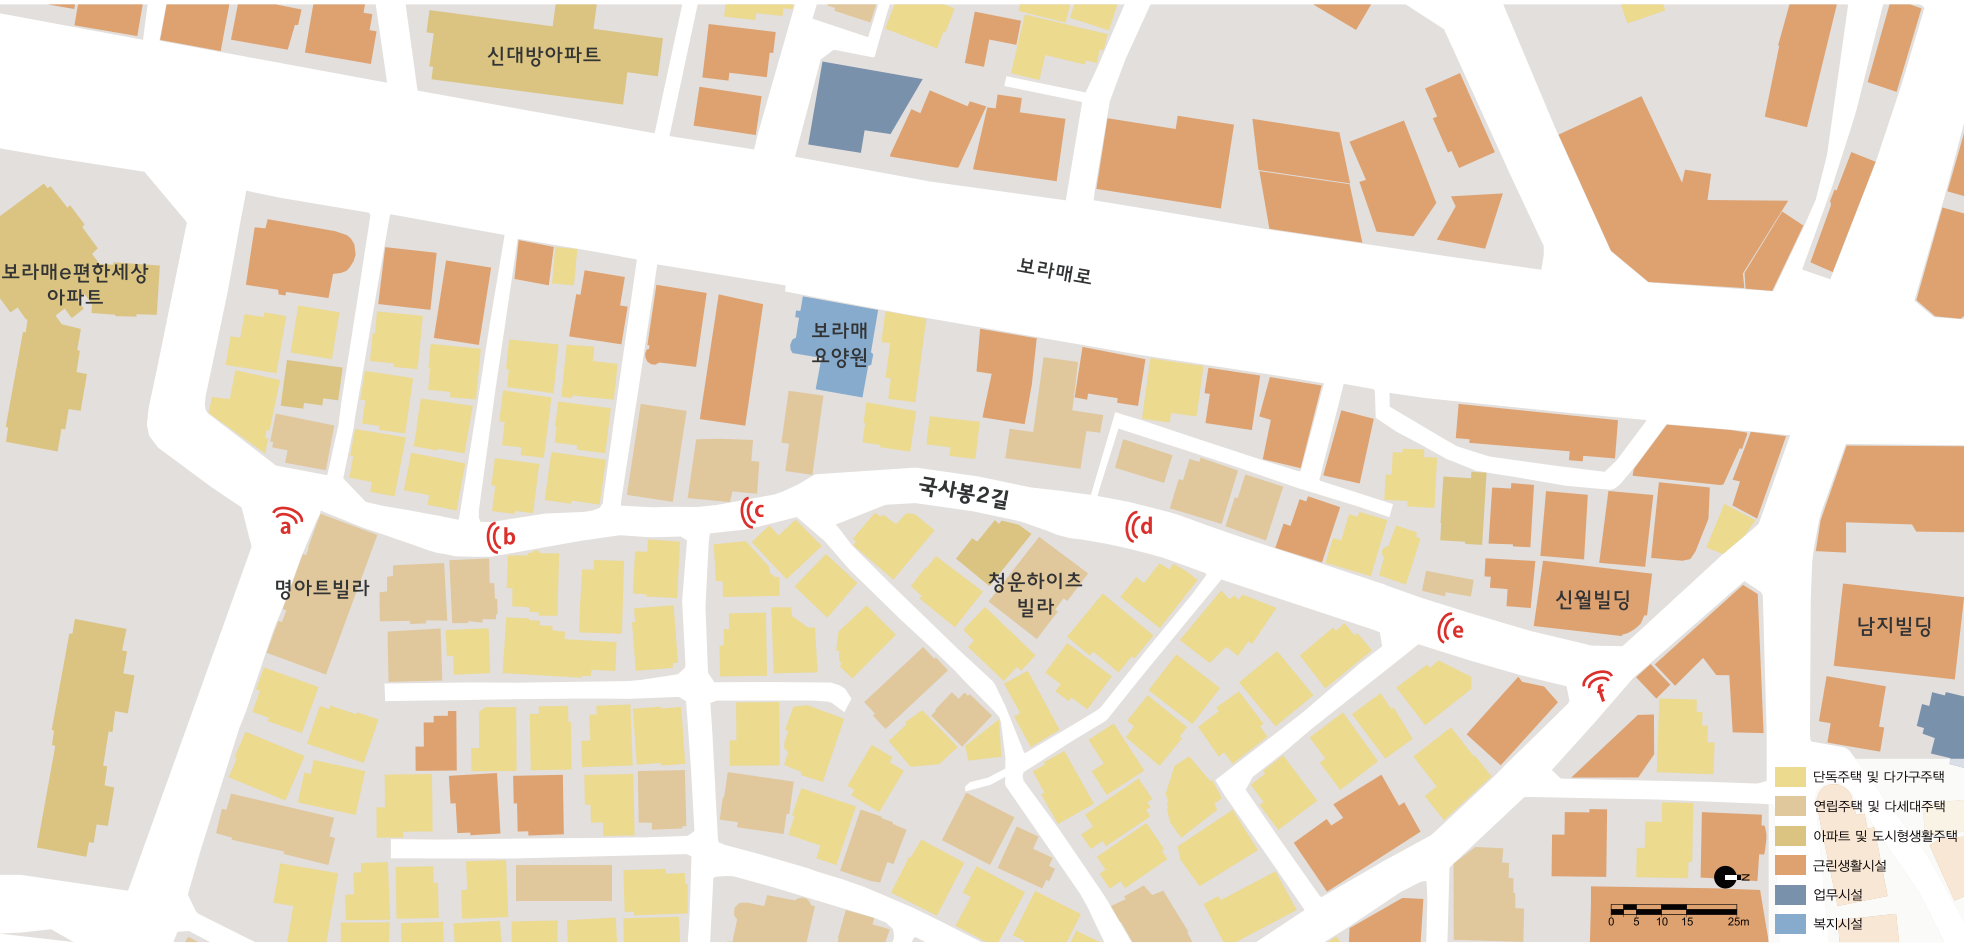 신대방아파트
보라매e편한세상
아파트
보라매로
보라매
요양원
국사봉2길
a
b
c
d
e
f
명아트빌라
청운하이츠
빌라
신월빌딩
남지빌딩
단독주택 및 다가구주택
연립주택 및 다세대주택
아파트 및 도시형생활주택
근린생활시설
업무시설
복지시설
N
0 5 10 15 25m